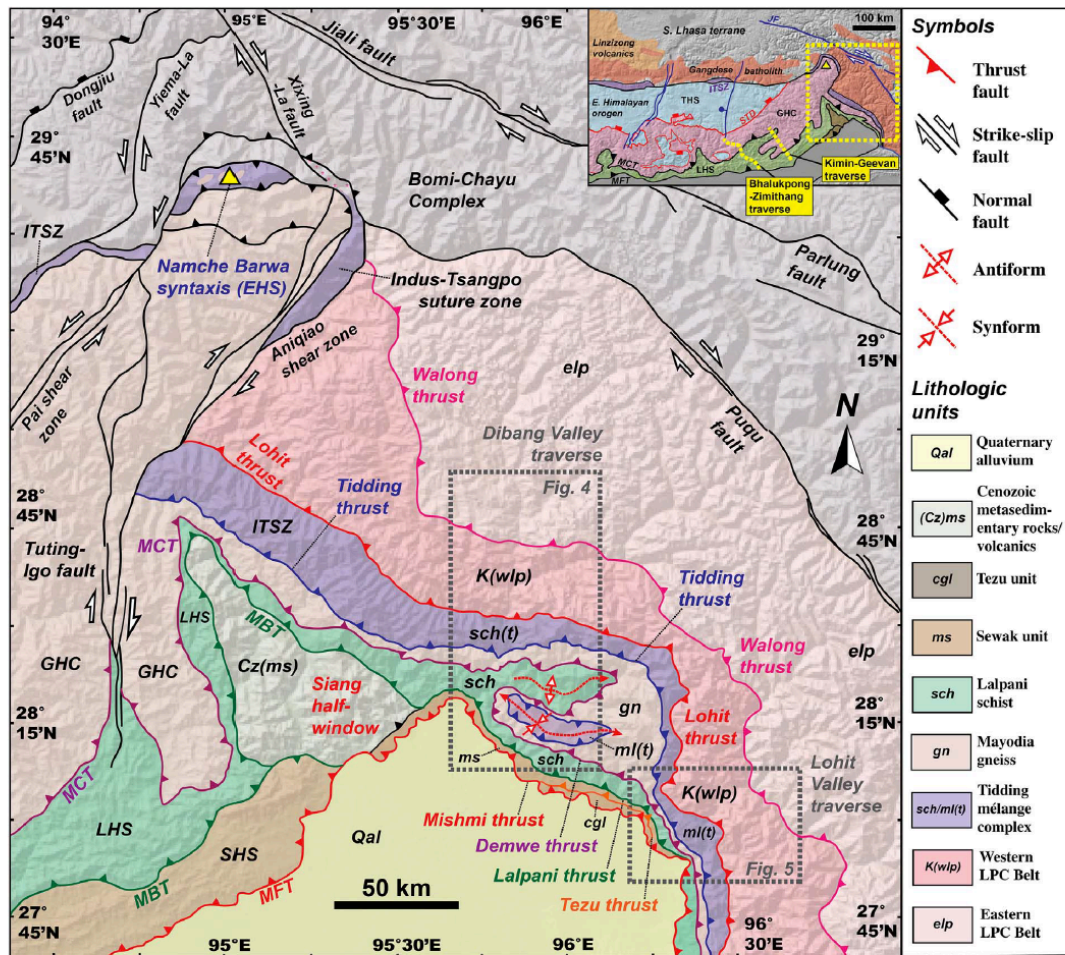 94°
30'E
95°E
95°30'E
96°E
Jiali fault
Dongjiu
fault
Yiema-La
fault
Xixing
-La fault
29°
45'N
ITSZ
Namche Barwa
syntaxis (EHS)
Bomi-Chayu
Complex
Indus-Tsangpo
suture zone
Aniqiao
shear zone
Pai shear
zone
Parlung
fault
29°
15'N
elp
Puqu
fault
N
Walong
thrust
Dibang Valley
traverse
Fig. 4
Lohit
thrust
Tidding
thrust
28°
45'N
ITSZ
28°
45'N
Tuting-
Igo fault
MCT
MBT
LHS
K(wlp)
Tidding
thrust
sch(t)
Walong
thrust
elp
GHC
GHC
Cz(ms)
Siang
half-
window
sch
gn
Lohit
thrust
28°
15'N
28°
15'N
ml(t)
ms
sch
Lohit
Valley
traverse
MCT
K(wlp)
LHS
Mishmi thrust
cgl
ml(t)
Qal
Demwe thrust
SHS
Lalpani thrust
Fig. 5
MBT
MFT
50 km
Tezu thrust
27°
45'N
27°
45'N
95°E
95°30'E
96°E
96°
30'E
100 km
S. Lhasa terrane
JF
Linzizong
volcanics
Gangdese batholith
ITSZ
E. Himalayan
orogen
THS
STD
GHC
MCT
MFT
LHS
Kimin-Geevan
traverse
Bhalukpong
-Zimithang
traverse
Symbols
Thrust
fault
Strike-slip
fault
Normal
fault
Antiform
Synform
Lithologic
units
Qal
Quaternary
alluvium
(Cz)ms
Cenozoic
metasedim-
entary rocks/
volcanics
cgl
Tezu unit
ms
Sewak unit
sch
Lalpani
schist
gn
Mayodia
gneiss
sch/ml(t)
Tidding
mélange
complex
K(wlp)
Western
LPC Belt
elp
Eastern
LPC Belt